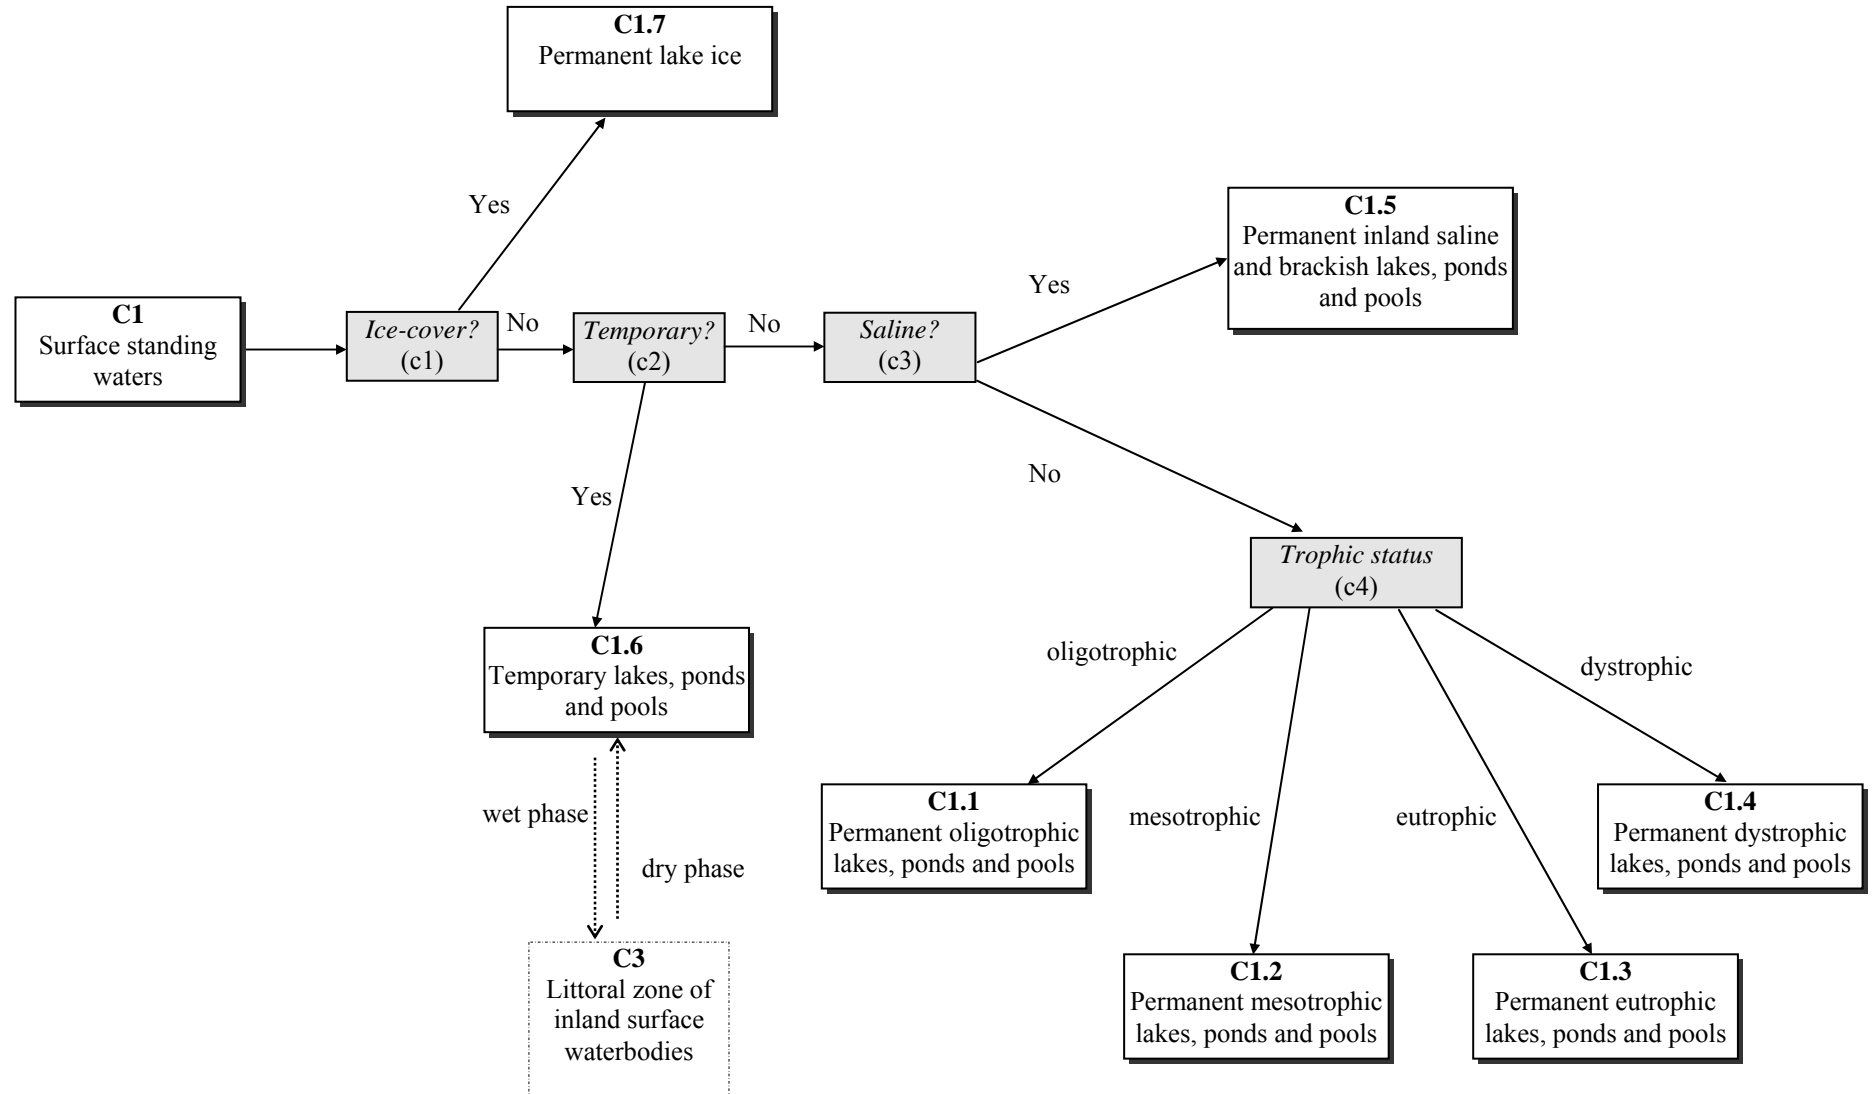 C1.7
Permanent lake ice
Yes
C1.5
Permanent inland saline
and brackish lakes, ponds
and pools
Yes
C1
Surface standing
waters
Ice-cover?
(c1)
No
Temporary?
(c2)
No
Saline?
(c3)
No
Yes
Trophic status
(c4)
oligotrophic
dystrophic
C1.6
Temporary lakes, ponds
and pools
wet phase
dry phase
mesotrophic
eutrophic
C1.1
Permanent oligotrophic
lakes, ponds and pools
C1.4
Permanent dystrophic
lakes, ponds and pools
C3
Littoral zone of
inland surface
waterbodies
C1.2
Permanent mesotrophic
lakes, ponds and pools
C1.3
Permanent eutrophic
lakes, ponds and pools